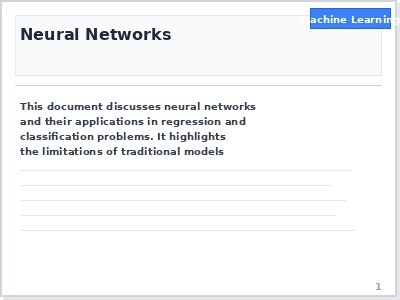 Machine Learning
Neural Networks
This document discusses neural networks
and their applications in regression and
classification problems. It highlights
the limitations of traditional models
1